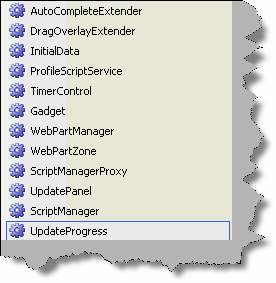 AutoCompleteExtender
DragOverlayExtender
InitialData
ProfileScriptService
TimerControl
Gadget
WebPartManager
WebPartZone
ScriptManagerProxy
UpdatePanel
ScriptManager
UpdateProgress